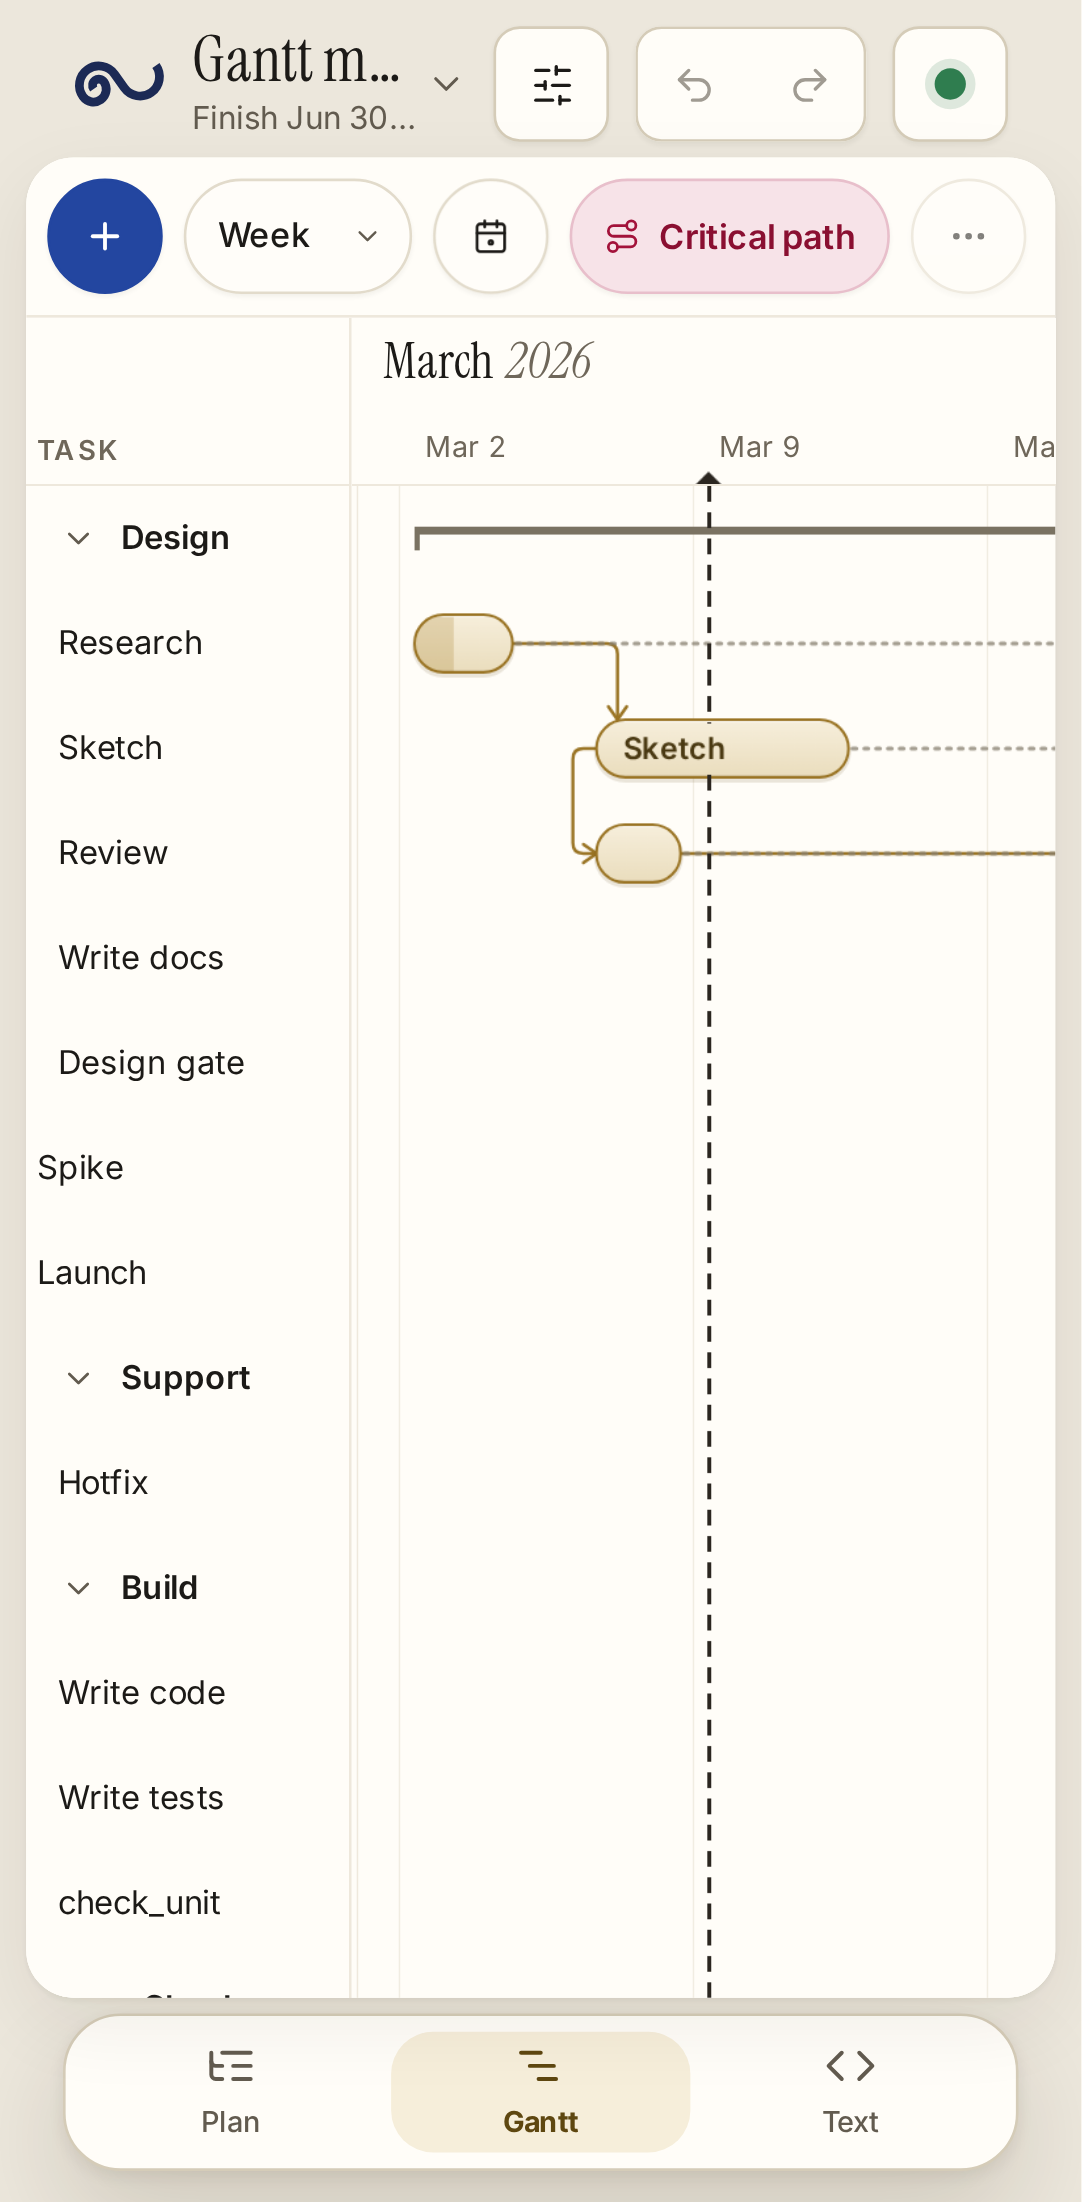 Gantt m...
Finish Jun 30...
Week
Critical path
March 2026
TASK
Mar 2
Mar 9
Ma
Design
Research
Sketch
Sketch
Review
Write docs
Design gate
Spike
Launch
Support
Hotfix
Build
Write code
Write tests
check_unit
Plan
Gantt
Text